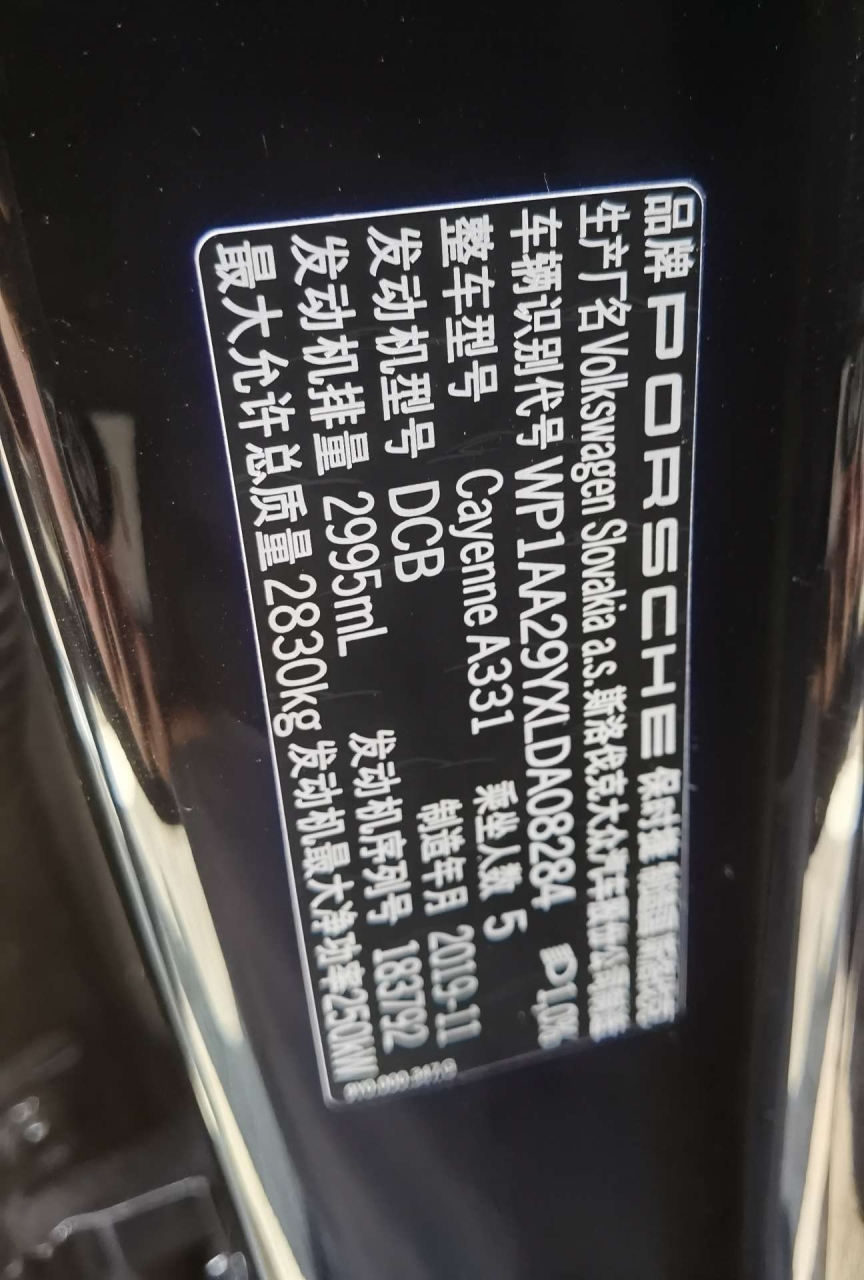 品牌 PORSCHE 保时捷
生产厂名 Volkswagen Slovakia a.s. 斯洛伐克大众汽车
车辆识别代号 WP1AA29YXLDA08284
整车型号 Cayenne A331 乘坐人数 5
发动机型号 DCB 制造年月 2019-11
发动机排量 2995mL 发动机序列号 183792
最大允许总质量 2830kg 发动机最大净功率250kW